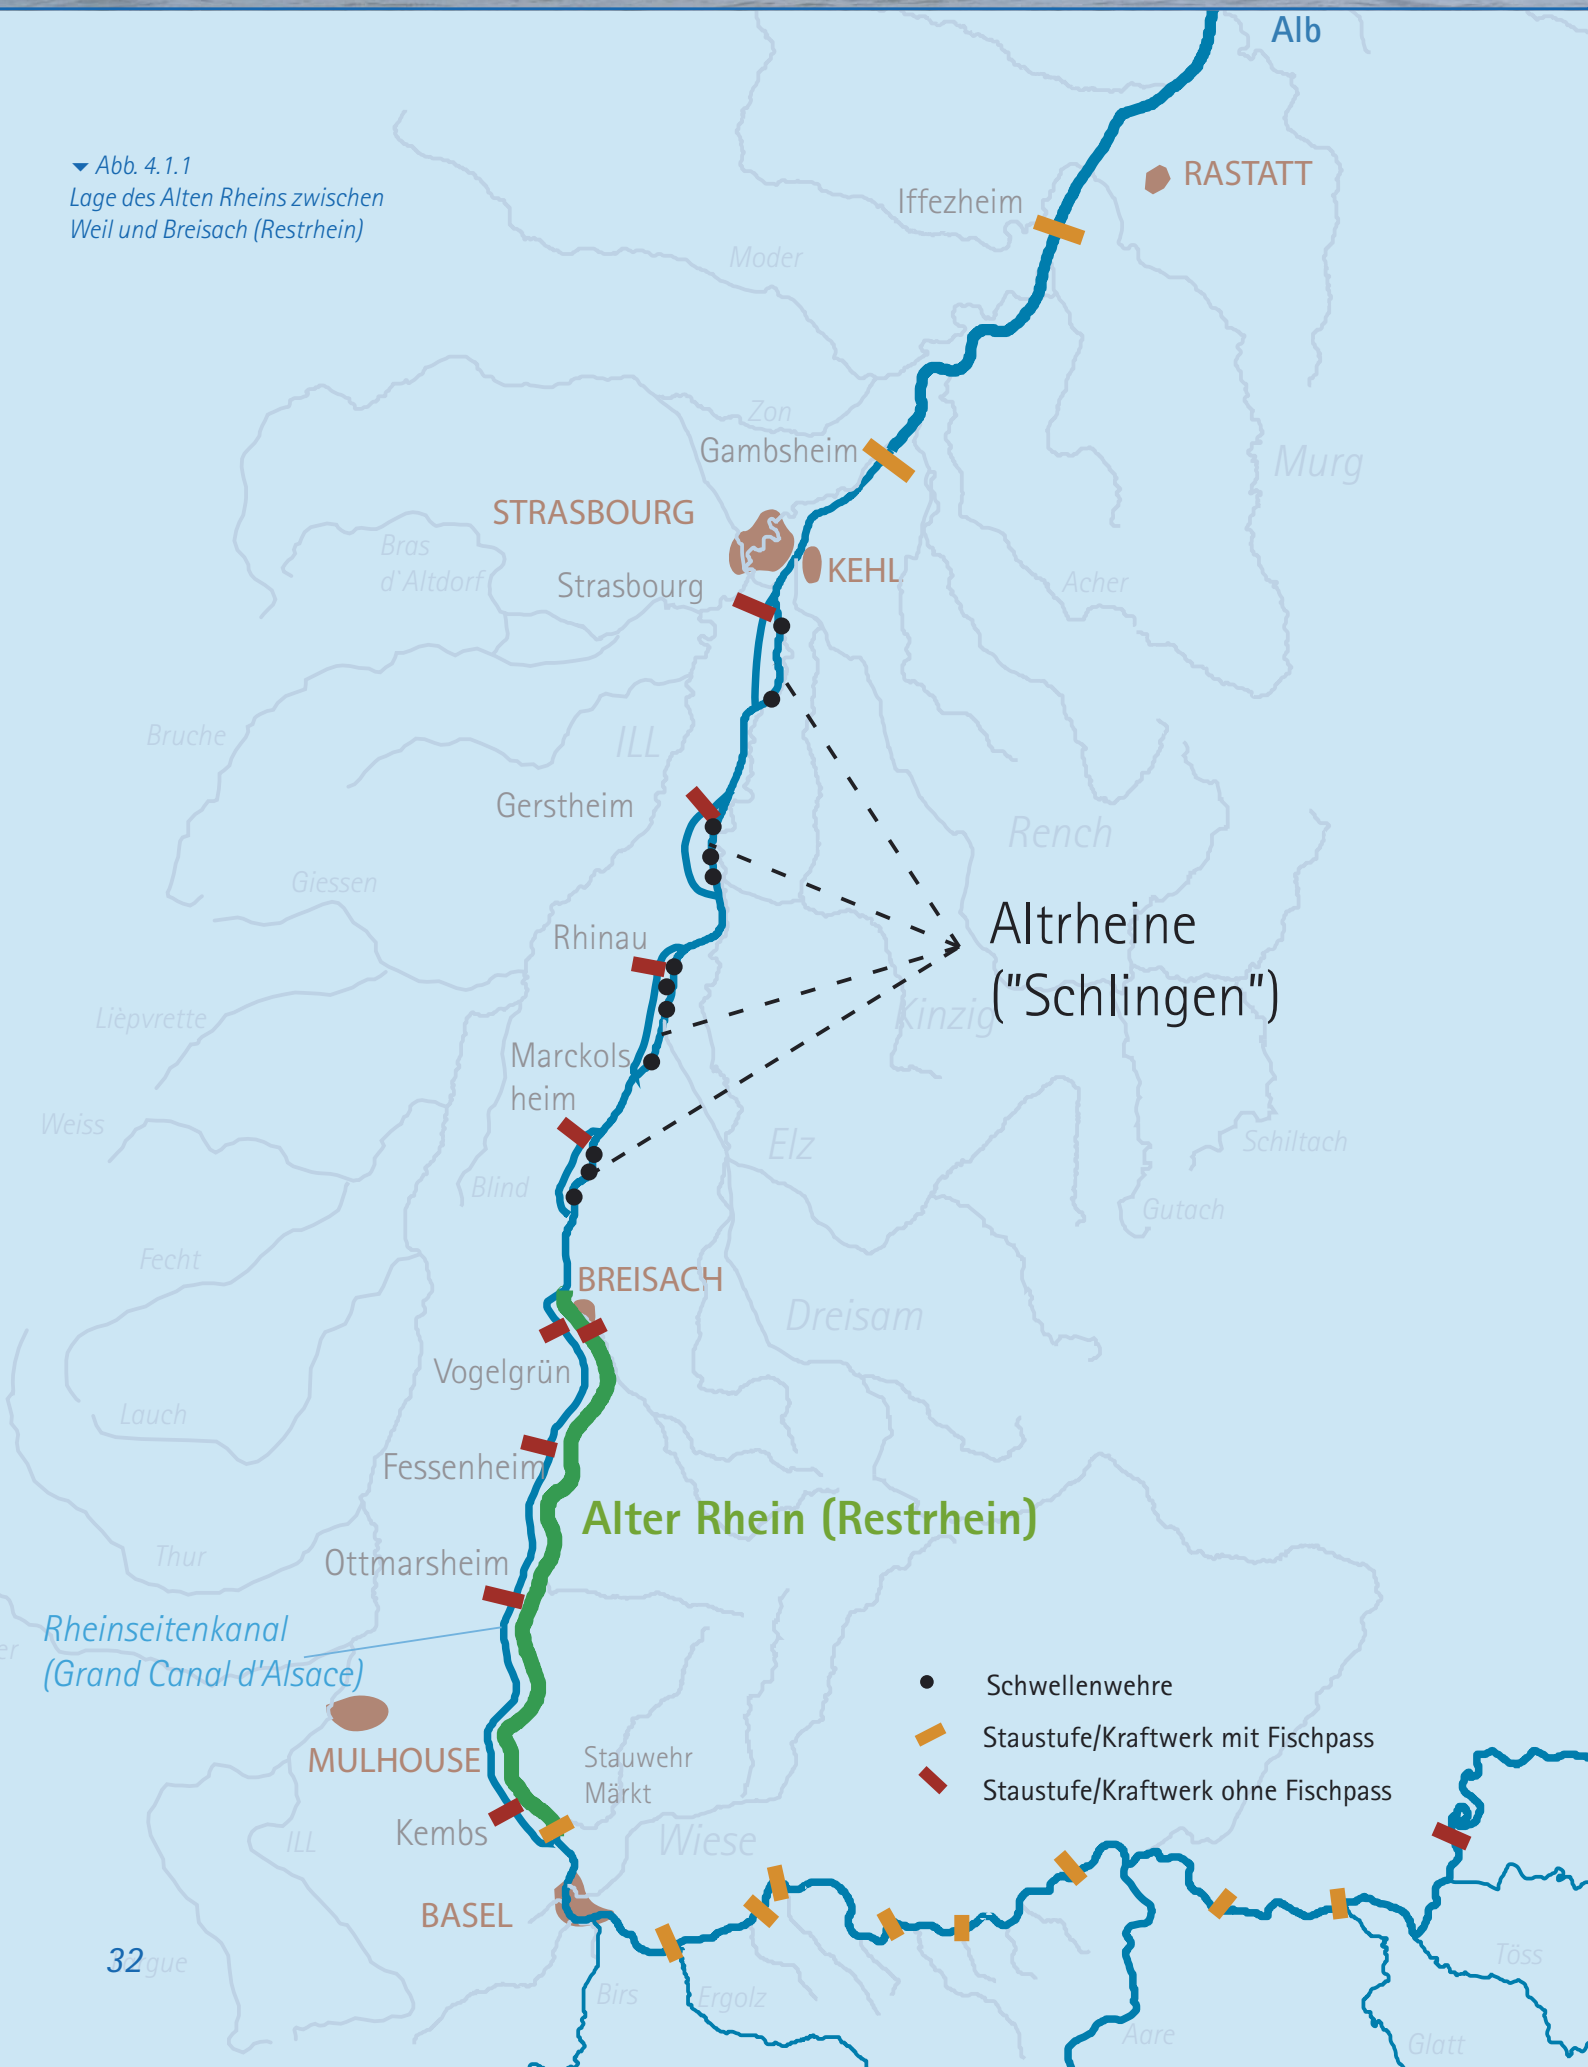 Alb
Abb. 4.1.1
Lage des Alten Rheins zwischen
Weil und Breisach (Restrhein)
RASTATT
Iffezheim
Moder
Zon
Gambsheim
Murg
STRASBOURG
Bras
d`Altdorf
KEHL
Strasbourg
Acher
Bruche
ILL
Gerstheim
Rench
Giessen
Altrheine
("Schlingen")
Rhinau
Kinzig
Lièpvrette
Marckols
heim
Weiss
Elz
Schiltach
Blind
Gutach
Fecht
BREISACH
Dreisam
Vogelgrün
Lauch
Fessenheim
Alter Rhein (Restrhein)
Thur
Ottmarsheim
Rheinseitenkanal
(Grand Canal d'Alsace)
er
Schwellenwehre
Staustufe/Kraftwerk mit Fischpass
Staustufe/Kraftwerk ohne Fischpass
MULHOUSE
Stauwehr
Märkt
Kembs
ILL
Wiese
BASEL
32
gue
Birs
Ergolz
Aare
Töss
Glatt